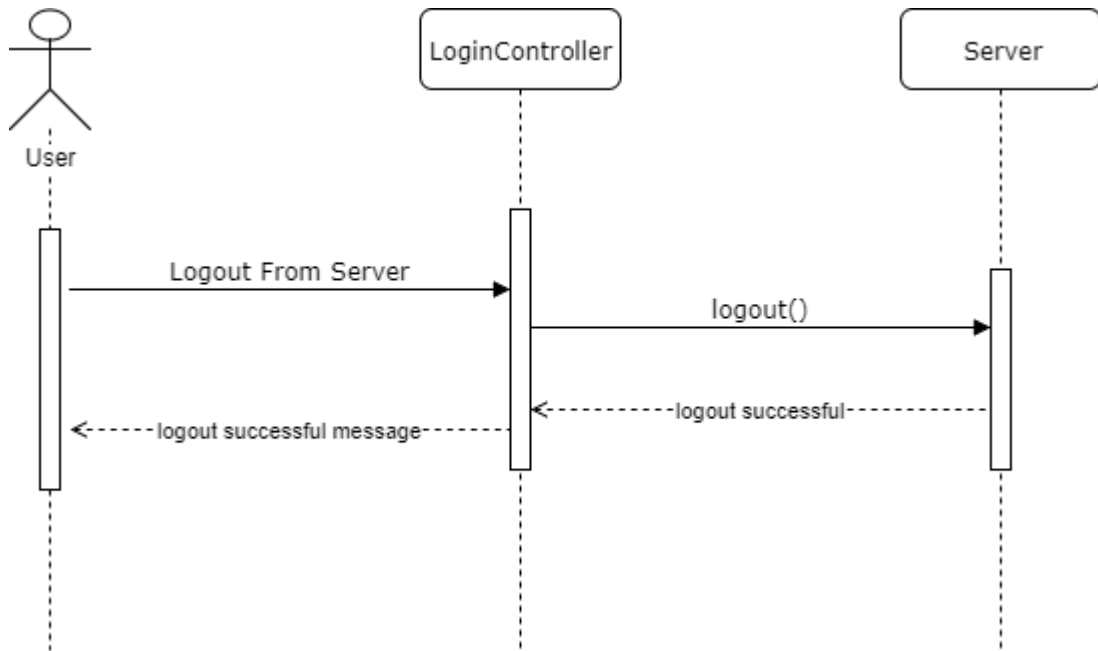 LoginController
Server
User
Logout From Server
logout()
logout successful
logout successful message